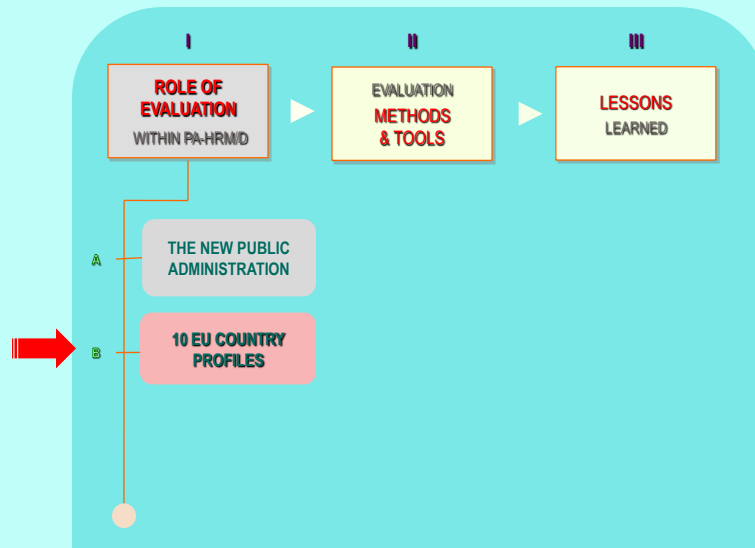 I
II
III
ROLE OF
EVALUATION
WITHIN PA-HRM/D
EVALUATION
METHODS
& TOOLS
LESSONS
LEARNED
A
THE NEW PUBLIC
ADMINISTRATION
B
10 EU COUNTRY
PROFILES